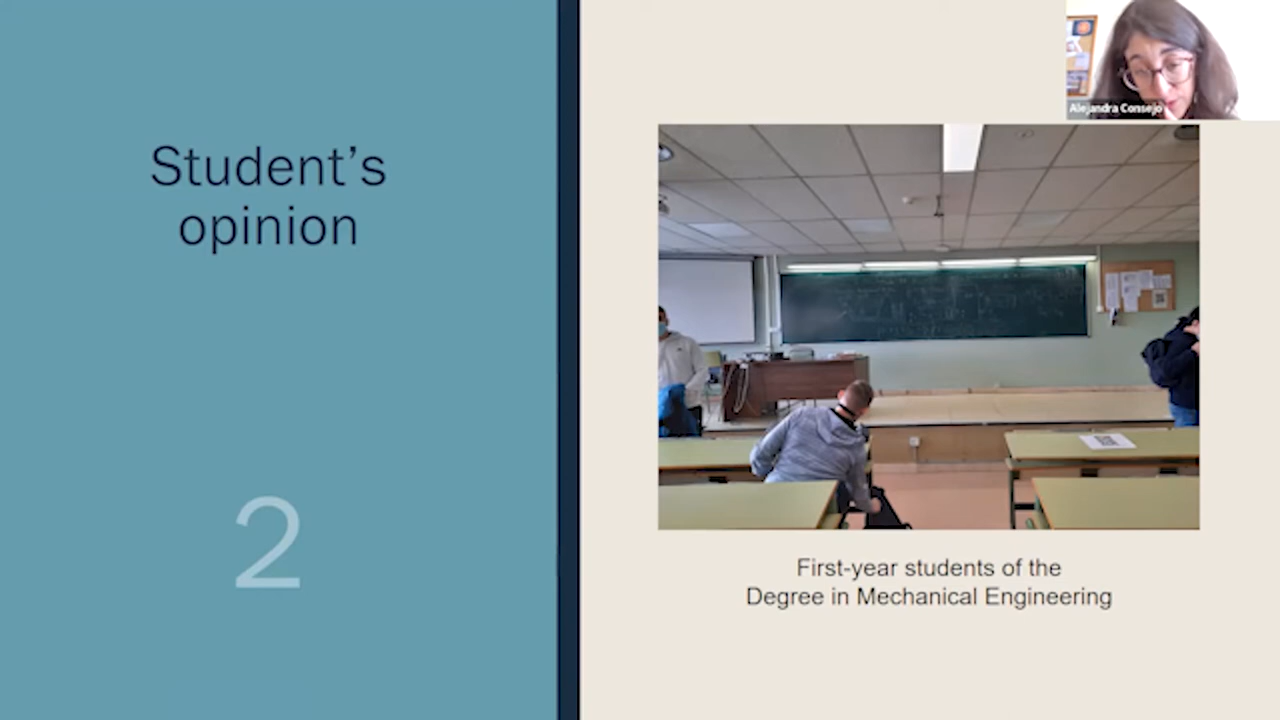 Student's
opinion
2
Alejandra Consejo
First-year students of the
Degree in Mechanical Engineering